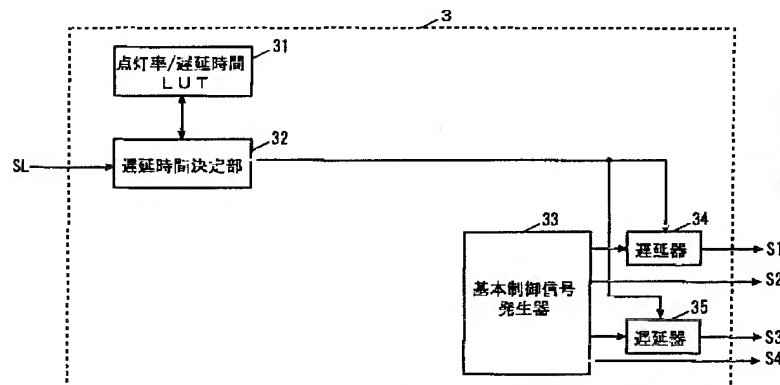 3
31
点灯率/遅延時間
LUT
32
SL
遅延時間決定部
33
34
遅延器
S1
基本制御信号
発生器
S2
35
遅延器
S3
S4